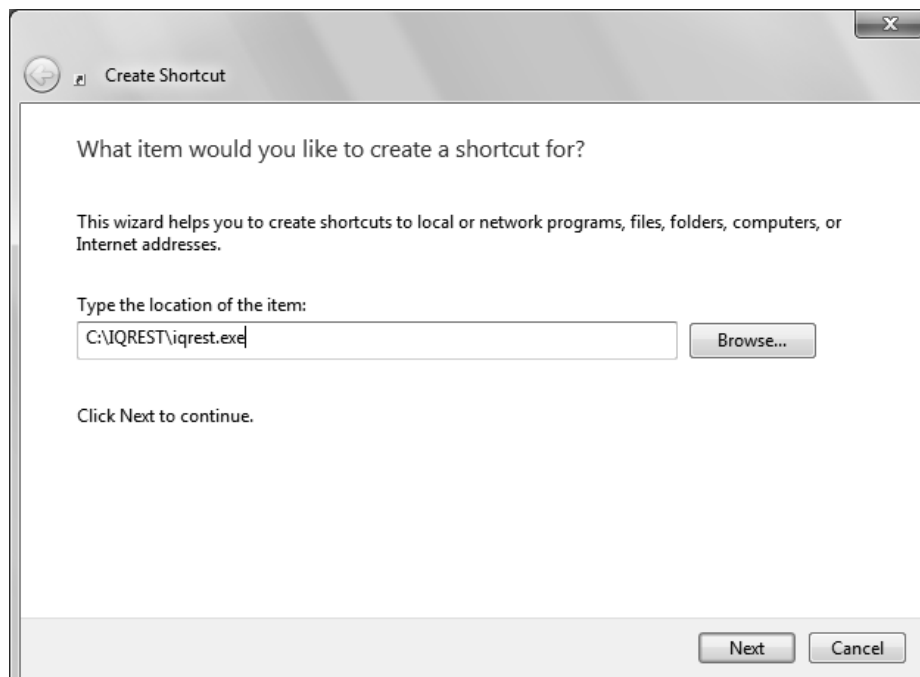 X
Create Shortcut
What item would you like to create a shortcut for?
This wizard helps you to create shortcuts to local or network programs, files, folders, computers, or
Internet addresses.
Type the location of the item:
C:\IQREST\iqrest.exe
Browse...
Click Next to continue.
Next
Cancel